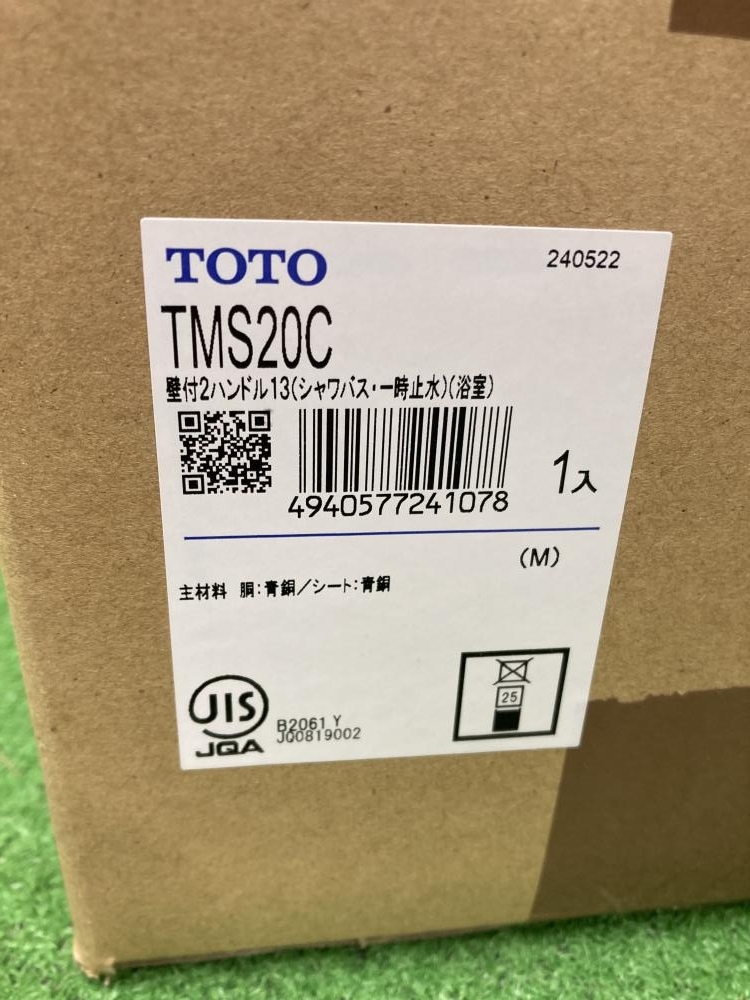 TOTO
240522
TMS20C
壁付2ハンドル13(シャワバス・一時止水)(浴室)
4940577241078
1入
(M)
主材料 胴:青銅/シート:青銅
JIS
JQA
B2061 Y
JQ0819002
25